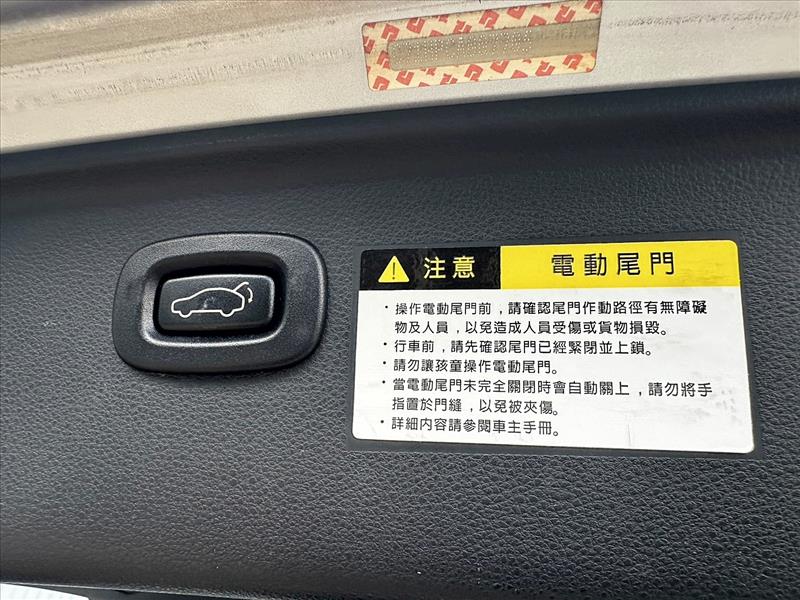 注意 電動尾門
・操作電動尾門前，請確認尾門作動路徑有無障礙
物及人員，以免造成人員受傷或貨物損毀。
・行車前，請先確認尾門已經緊閉並上鎖。
・請勿讓孩童操作電動尾門。
・當電動尾門未完全關閉時會自動關上，請勿將手
指置於門縫，以免被夾傷。
・詳細內容請參閱車主手冊。